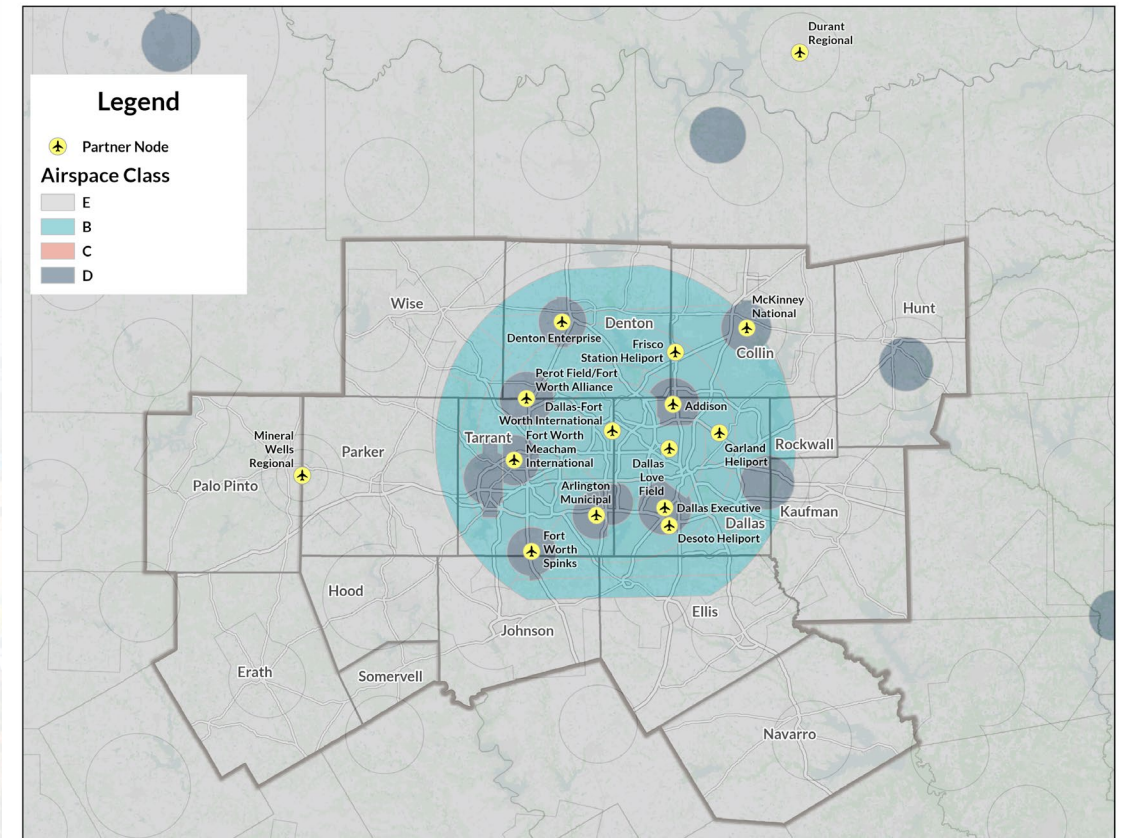 Durant
Regional
Legend
Partner Node
Airspace Class
E
B
C
D
Wise
Denton
Hunt
McKinney
National
Collin
Denton Enterprise
Frisco
Station Heliport
Perot Field/Fort
Worth Alliance
Dallas-Fort
Worth International
Addison
Tarrant
Fort Worth
Meacham
International
Garland
Heliport
Rockwall
Mineral
Wells
Regional
Parker
Palo Pinto
Dallas
Love
Field
Arlington
Municipal
Dallas Executive
Dallas
Kaufman
Desoto Heliport
Fort
Worth
Spinks
Hood
Ellis
Johnson
Erath
Somervell
Navarro